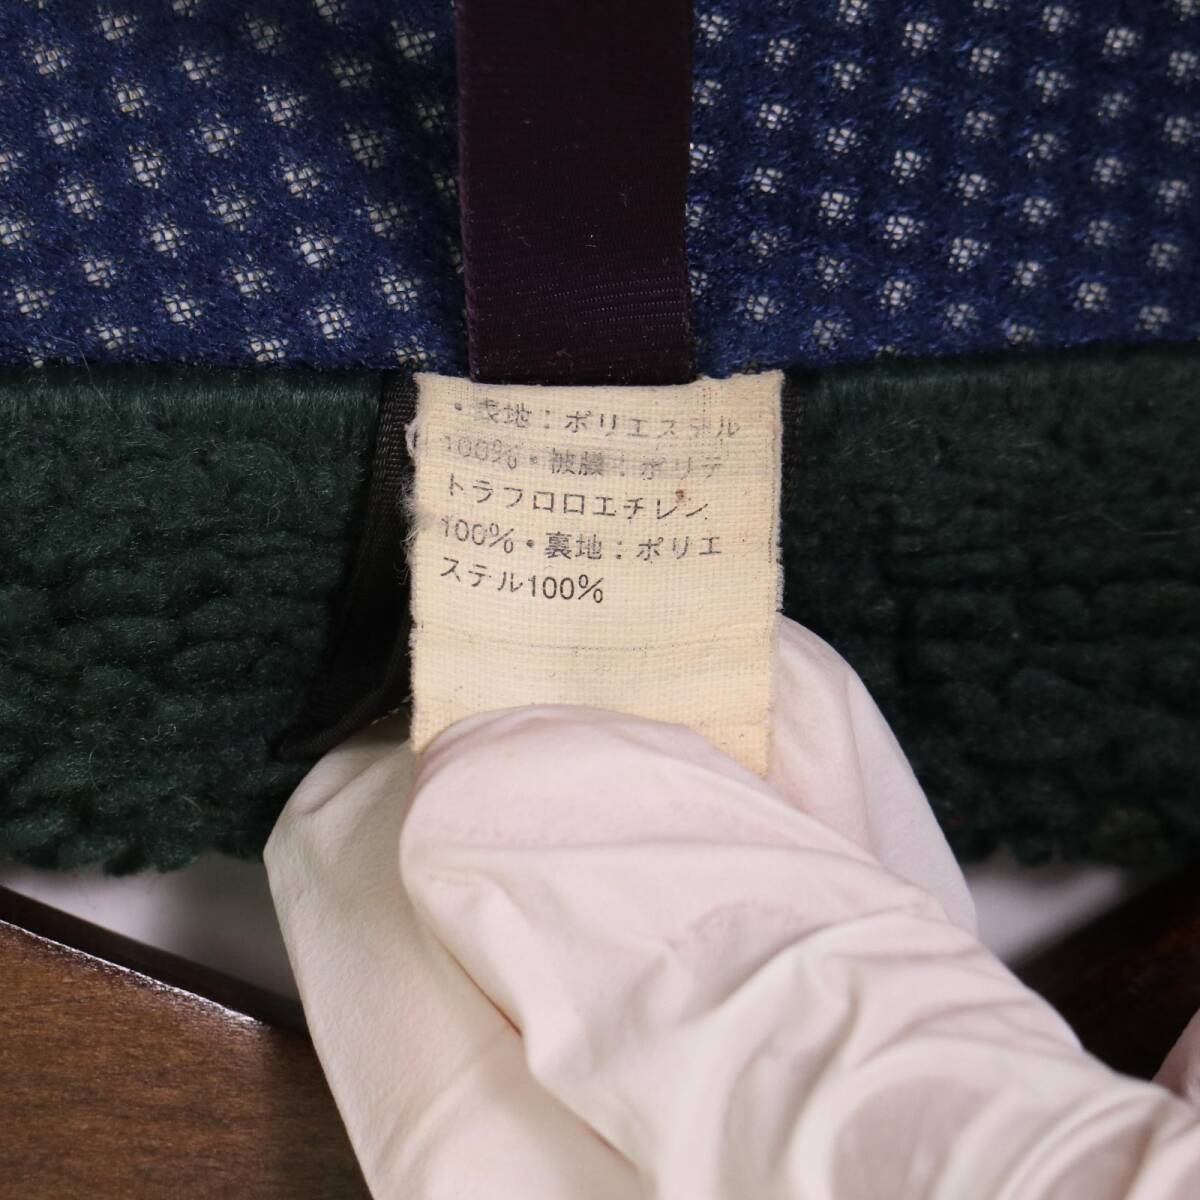 ・表地：ポリエステル
100%・被膜：ポリテ
トラフロロエチレン
100%・裏地：ポリエ
ステル100%